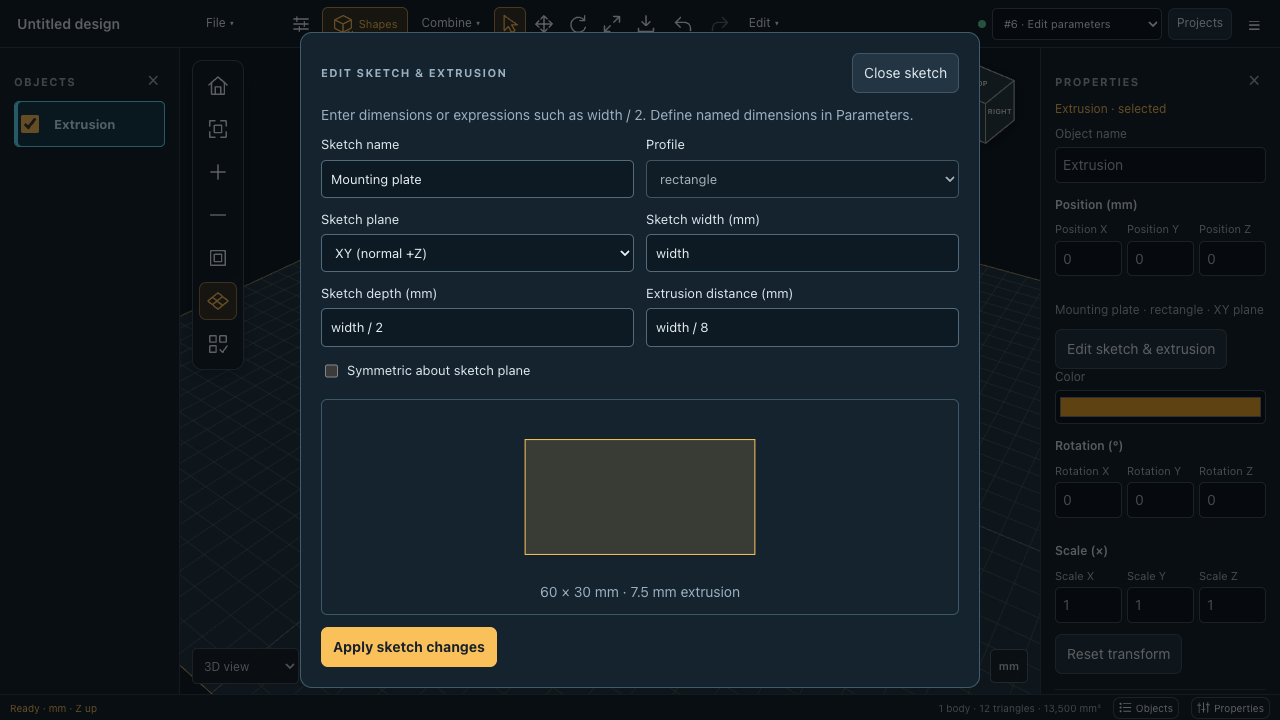 Untitled design
File ▾
Shapes
Combine ▾
Edit ▾
#6 · Edit parameters
Projects
OBJECTS
Extrusion
EDIT SKETCH & EXTRUSION
Close sketch
Enter dimensions or expressions such as width / 2. Define named dimensions in Parameters.
Sketch name
Profile
Mounting plate
rectangle
Sketch plane
Sketch width (mm)
XY (normal +Z)
width
Sketch depth (mm)
Extrusion distance (mm)
width / 2
width / 8
Symmetric about sketch plane
60 × 30 mm · 7.5 mm extrusion
Apply sketch changes
RIGHT
PROPERTIES
Extrusion · selected
Object name
Extrusion
Position (mm)
Position X
Position Y
Position Z
0
0
0
Mounting plate · rectangle · XY plane
Edit sketch & extrusion
Color
Rotation (°)
Rotation X
Rotation Y
Rotation Z
0
0
0
Scale (×)
Scale X
Scale Y
Scale Z
1
1
1
Reset transform
3D view
mm
Ready · mm · Z up
1 body · 12 triangles · 13,500 mm³
Objects
Properties